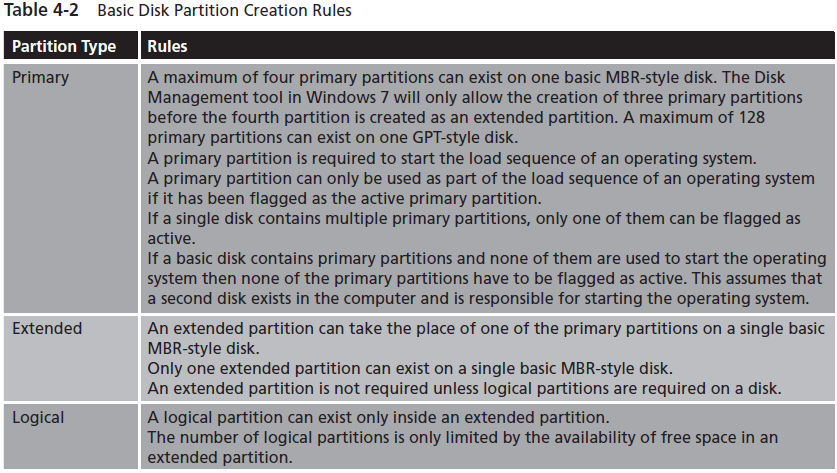 Table 4-2 Basic Disk Partition Creation Rules
Partition Type Rules
Primary A maximum of four primary partitions can exist on one basic MBR-style disk. The Disk
Management tool in Windows 7 will only allow the creation of three primary partitions
before the fourth partition is created as an extended partition. A maximum of 128
primary partitions can exist on one GPT-style disk.
A primary partition is required to start the load sequence of an operating system.
A primary partition can only be used as part of the load sequence of an operating system
if it has been flagged as the active primary partition.
If a single disk contains multiple primary partitions, only one of them can be flagged as
active.
If a basic disk contains primary partitions and none of them are used to start the operating
system then none of the primary partitions have to be flagged as active. This assumes that
a second disk exists in the computer and is responsible for starting the operating system.
Extended An extended partition can take the place of one of the primary partitions on a single basic
MBR-style disk.
Only one extended partition can exist on a single basic MBR-style disk.
An extended partition is not required unless logical partitions are required on a disk.
Logical A logical partition can exist only inside an extended partition.
The number of logical partitions is only limited by the availability of free space in an
extended partition.